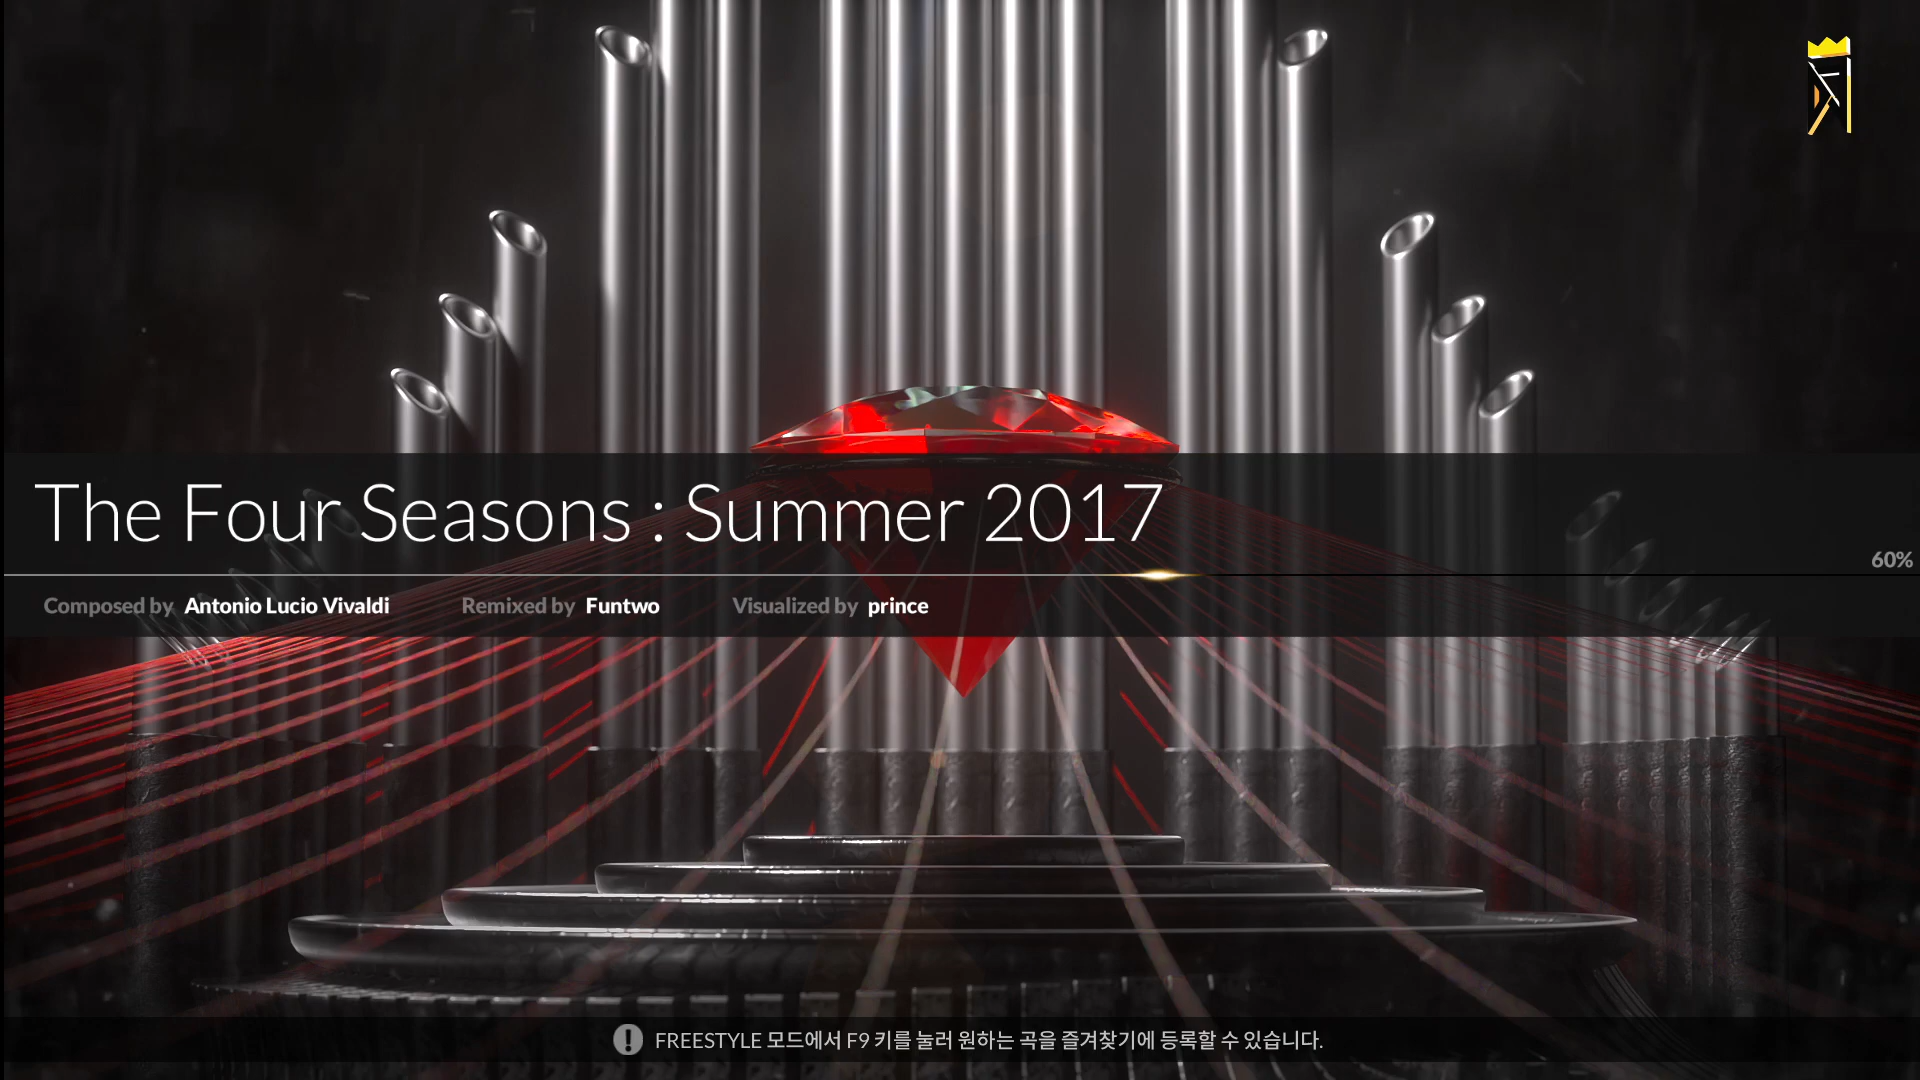 The Four Seasons : Summer 2017
60%
Composed by Antonio Lucio Vivaldi Remixed by Funtwo Visualized by prince
FREESTYLE 모드에서 F9 키를 눌러 원하는 곡을 즐겨찾기에 등록할 수 있습니다.